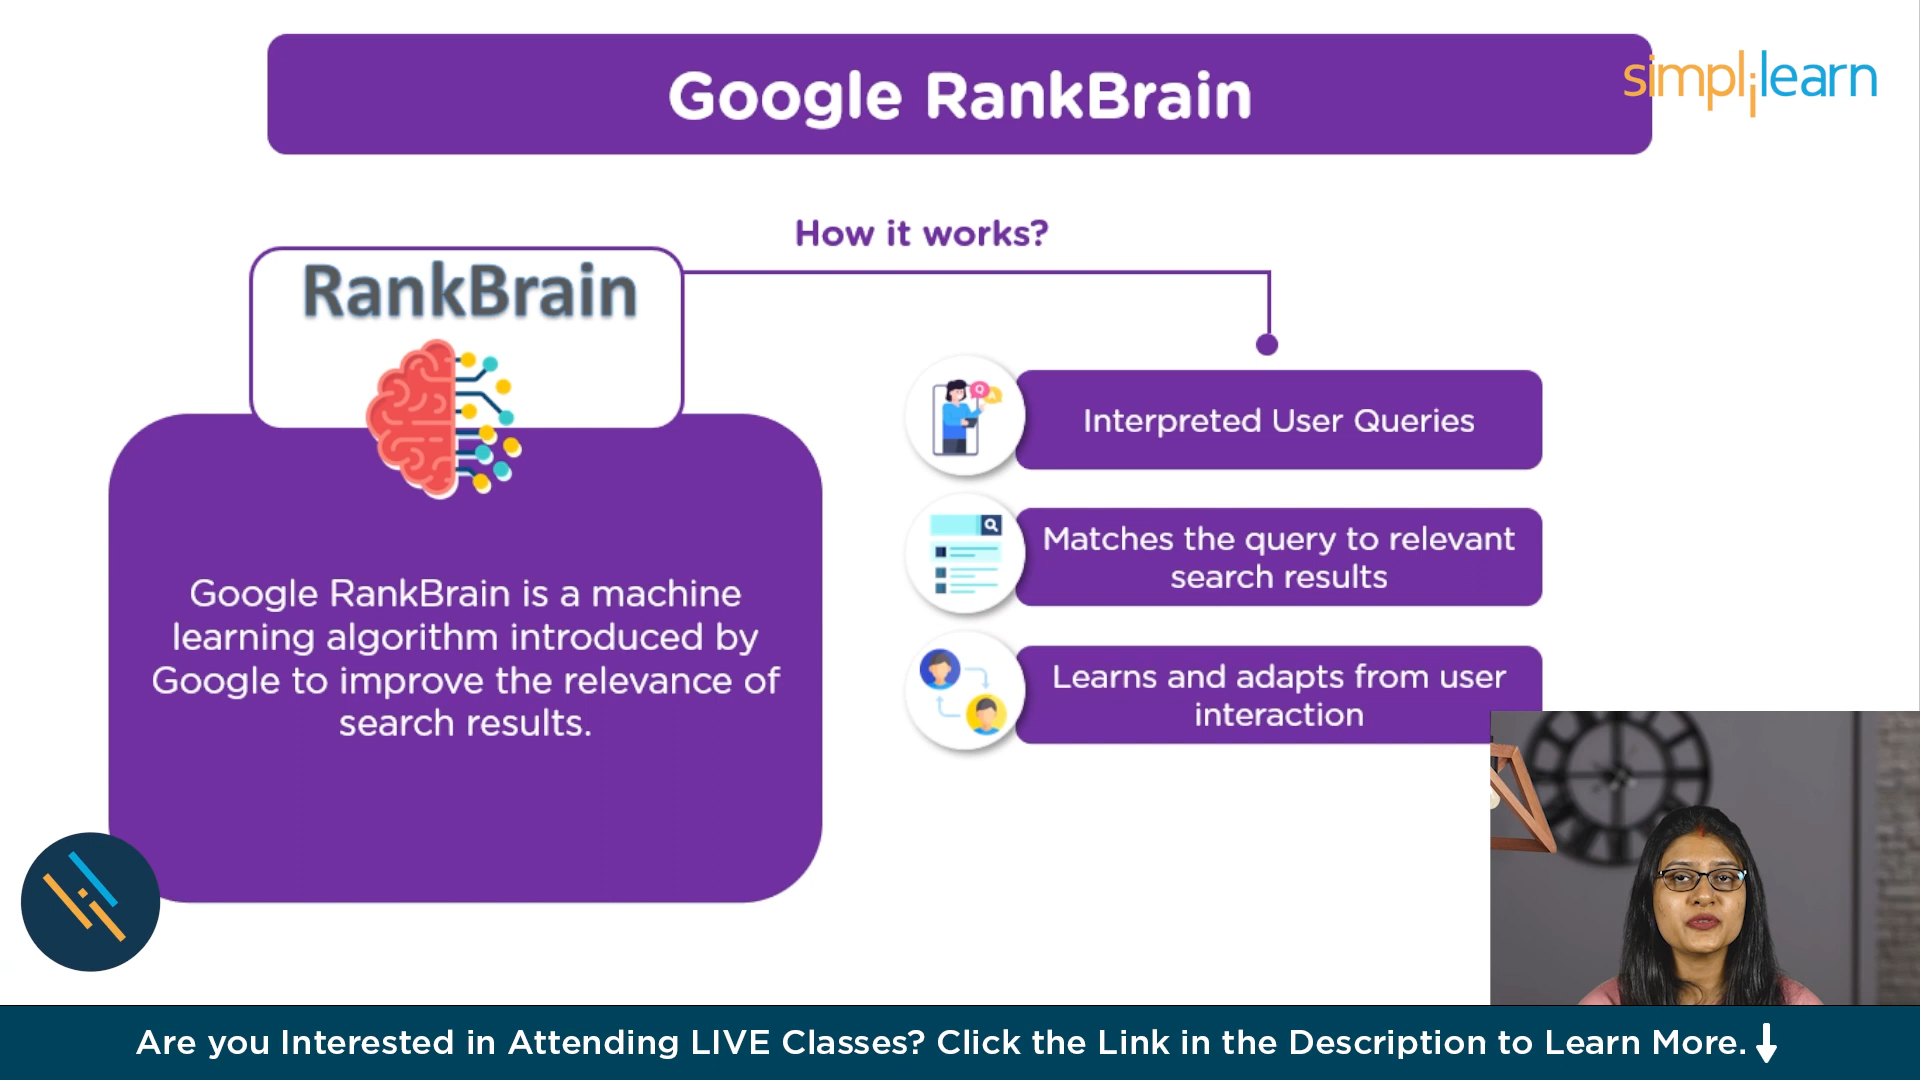 Google RankBrain
simplilearn
How it works?
RankBrain
Google RankBrain is a machine
learning algorithm introduced by
Google to improve the relevance of
search results.
Q
A
Interpreted User Queries
Matches the query to relevant
search results
Learns and adapts from user
interaction
Are you Interested in Attending LIVE Classes? Click the Link in the Description to Learn More.